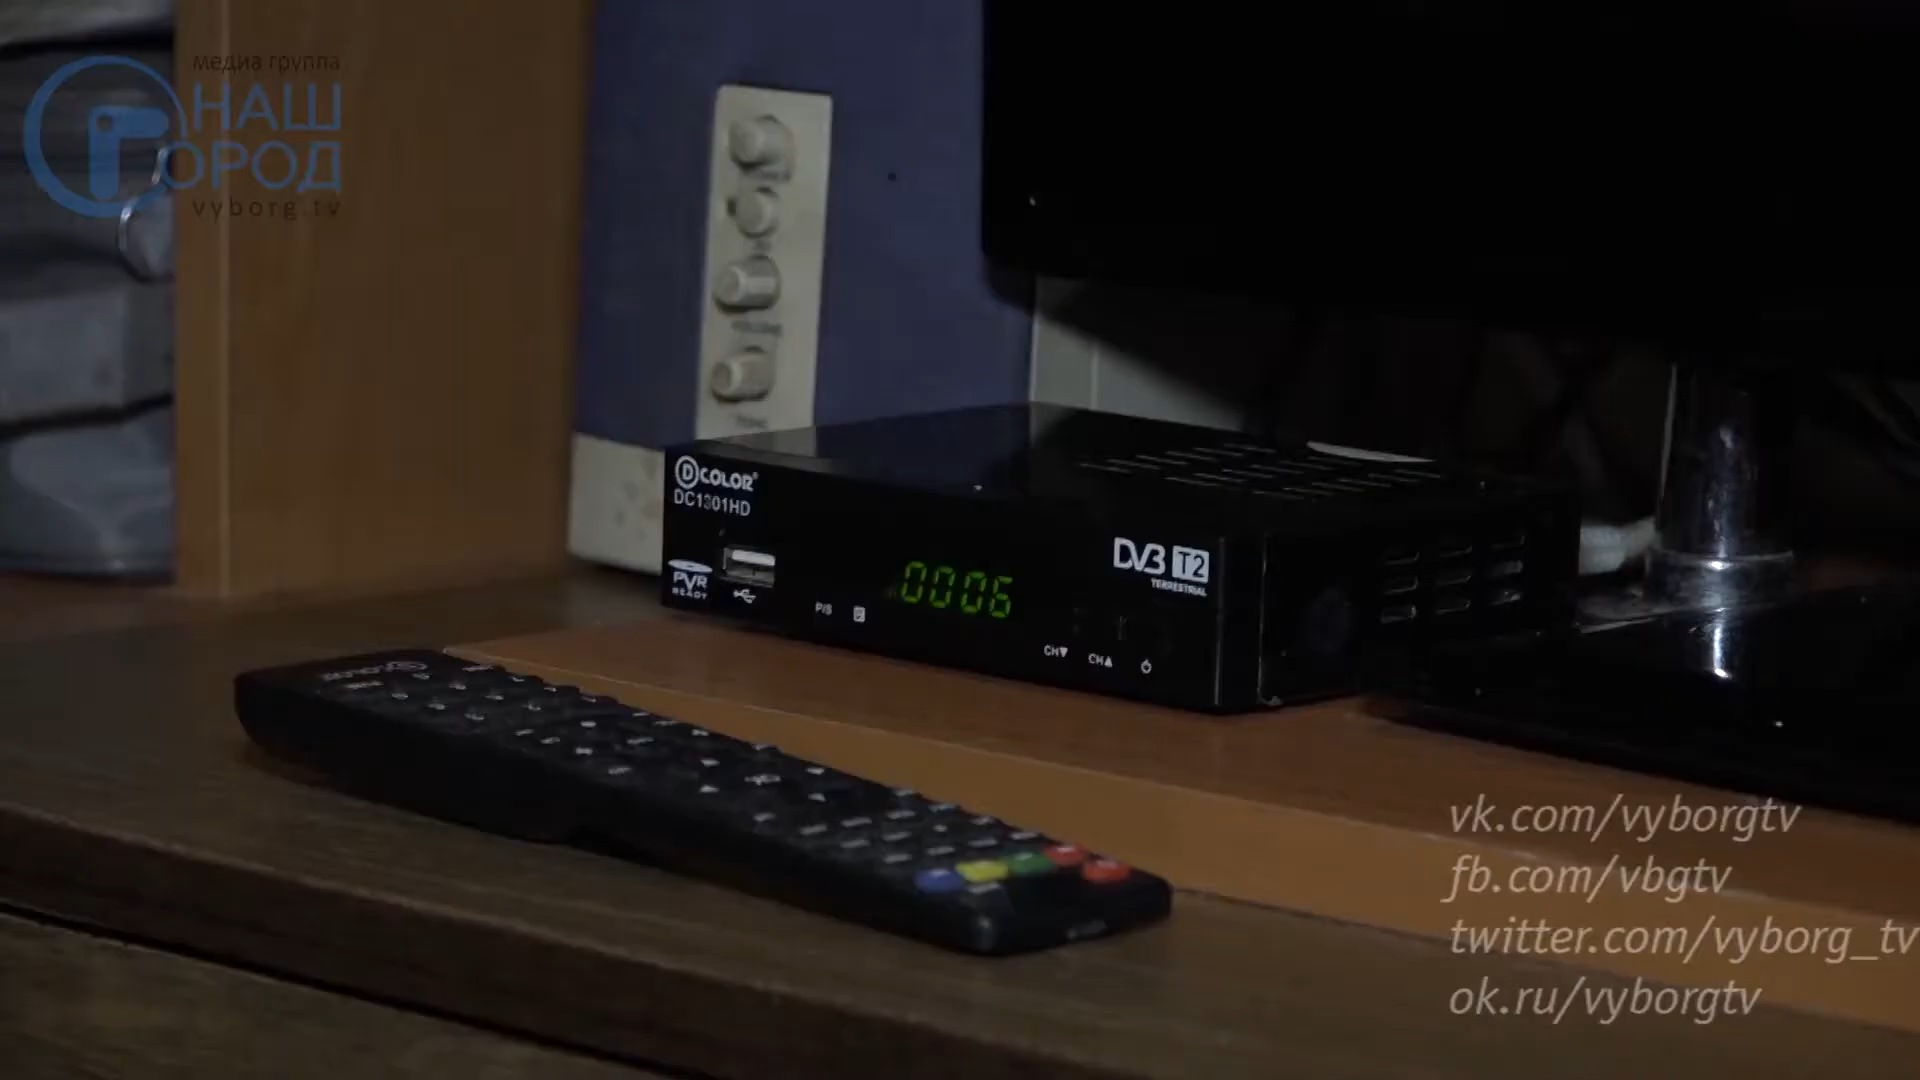 медиа группа
НАШ
ГОРОД
vyborg.tv
D COLOR
DC1301HD
PVR
READY
P/S
0006
DVB T2
TERRESTRIAL
CH▼
CH▲
vk.com/vyborgtv
fb.com/vbgtv
twitter.com/vyborg_tv
ok.ru/vyborgtv